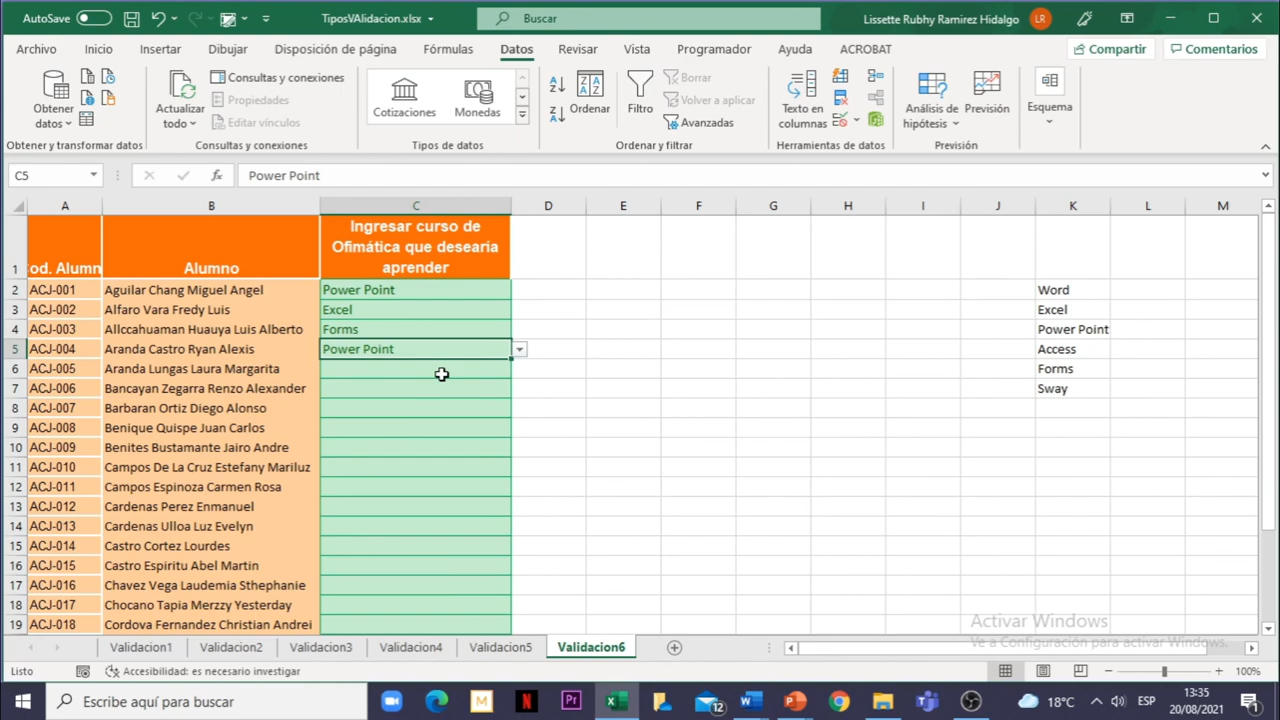 AutoSave
TiposVAlidacion.xlsx
Buscar
Lissette Rubhy Ramirez Hidalgo
LR
Archivo
Inicio
Insertar
Dibujar
Disposición de página
Fórmulas
Datos
Revisar
Vista
Programador
Ayuda
ACROBAT
Compartir
Comentarios
Obtener
datos
Obtener y transformar datos
Actualizar
todo
Consultas y conexiones
Propiedades
Editar vínculos
Consultas y conexiones
Cotizaciones
Monedas
Tipos de datos
Ordenar
Filtro
Borrar
Volver a aplicar
Avanzadas
Ordenar y filtrar
Texto en
columnas
Herramientas de datos
Análisis de
hipótesis
Previsión
Previsión
Esquema
C5
fx
Power Point
A B C D E F G H I J K L M
1 od. Alumn Alumno Ingresar curso de
Ofimática que desearia
aprender
2 ACJ-001 Aguilar Chang Miguel Angel Power Point Word
3 ACJ-002 Alfaro Vara Fredy Luis Excel Excel
4 ACJ-003 Allccahuaman Huauya Luis Alberto Forms Power Point
5 ACJ-004 Aranda Castro Ryan Alexis Power Point Access
6 ACJ-005 Aranda Lungas Laura Margarita Forms
7 ACJ-006 Bancayan Zegarra Renzo Alexander Sway
8 ACJ-007 Barbaran Ortiz Diego Alonso
9 ACJ-008 Benique Quispe Juan Carlos
10 ACJ-009 Benites Bustamante Jairo Andre
11 ACJ-010 Campos De La Cruz Estefany Mariluz
12 ACJ-011 Campos Espinoza Carmen Rosa
13 ACJ-012 Cardenas Perez Enmanuel
14 ACJ-013 Cardenas Ulloa Luz Evelyn
15 ACJ-014 Castro Cortez Lourdes
16 ACJ-015 Castro Espiritu Abel Martin
17 ACJ-016 Chavez Vega Laudemia Sthephanie
18 ACJ-017 Chocano Tapia Merzzy Yesterday
19 ACJ-018 Cordova Fernandez Christian Andrei
Activar Windows
Ve a Configuración para activar Windows.
Validacion1
Validacion2
Validacion3
Validacion4
Validacion5
Validacion6
Listo
Accesibilidad: es necesario investigar
100%
Escribe aquí para buscar
12
18°C
ESP
13:35
20/08/2021
1